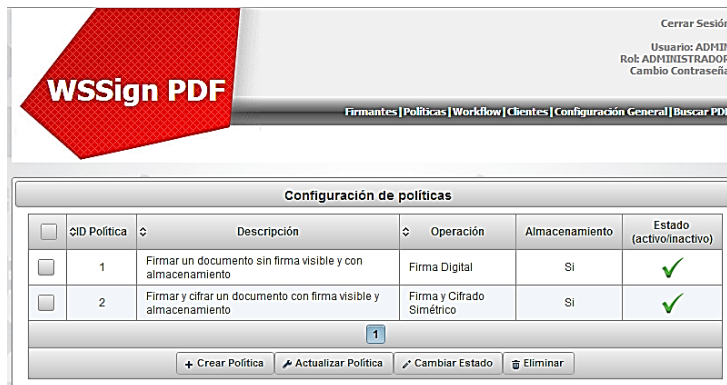 Cerrar Sesión
Usuario: ADMIN
Rol: ADMINISTRADOR
Cambio Contraseña
WSSign PDF
Firmantes | Políticas | Workflow | Clientes | Configuración General | Buscar PDF
Configuración de políticas
ID Política Descripción Operación Almacenamiento Estado
(activo/inactivo)
1 Firmar un documento sin firma visible y con
almacenamiento Firma Digital Si
2 Firmar y cifrar un documento con firma visible y
almacenamiento Firma y Cifrado
Simétrico Si
1
Crear Política Actualizar Política Cambiar Estado Eliminar